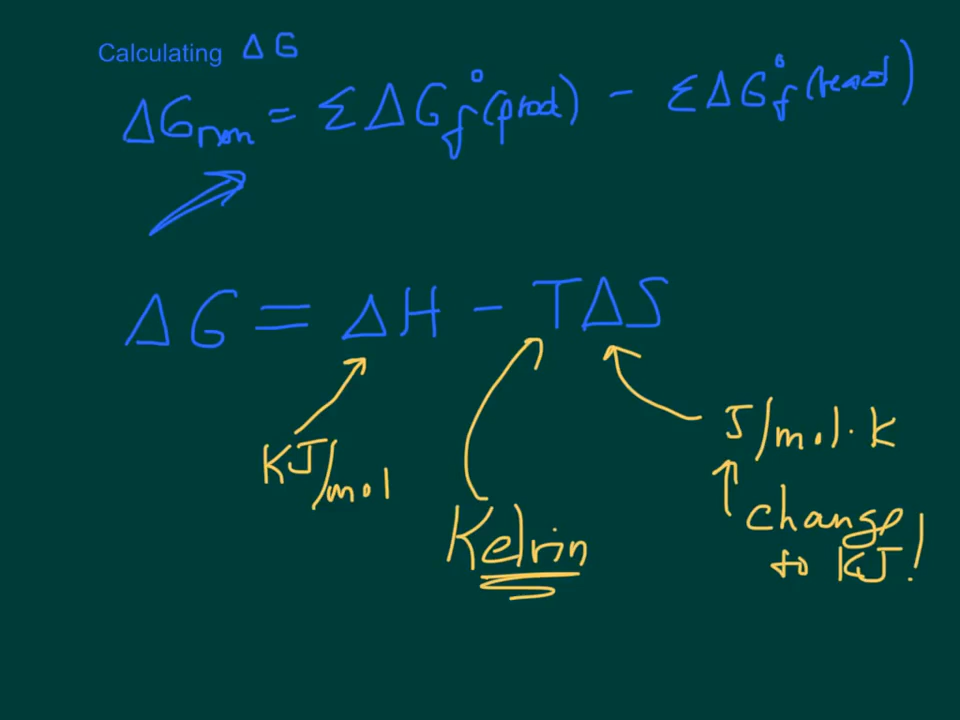 Calculating ΔG
ΔGrxn = ΣΔG°f(prod) - ΣΔG°f(react)
ΔG = ΔH - TΔS
KJ/mol
Kelvin
J/mol·K
change
to KJ!